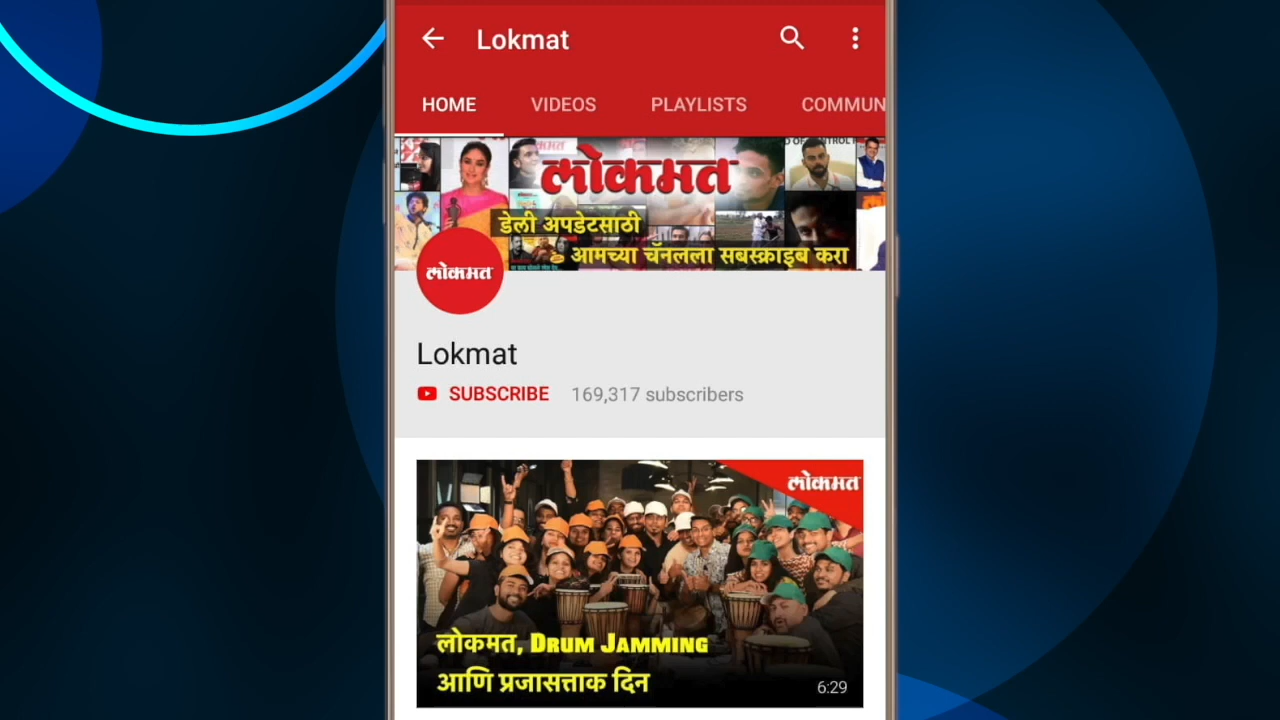 Lokmat
HOME VIDEOS PLAYLISTS COMMUN
लोकमत
डेली अपडेटसाठी
आमच्या चॅनलला सबस्क्राइब करा
लोकमत
Lokmat
SUBSCRIBE 169,317 subscribers
लोकमत
लोकमत, DRUM JAMMING
आणि प्रजासत्ताक दिन
6:29